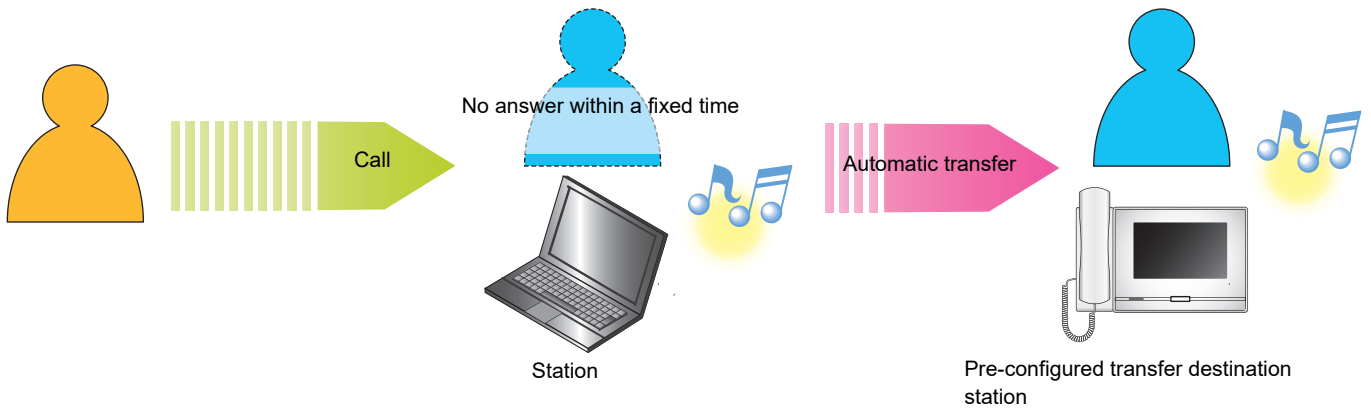 No answer within a fixed time
Call
Automatic transfer
Station
Pre-configured transfer destination
station